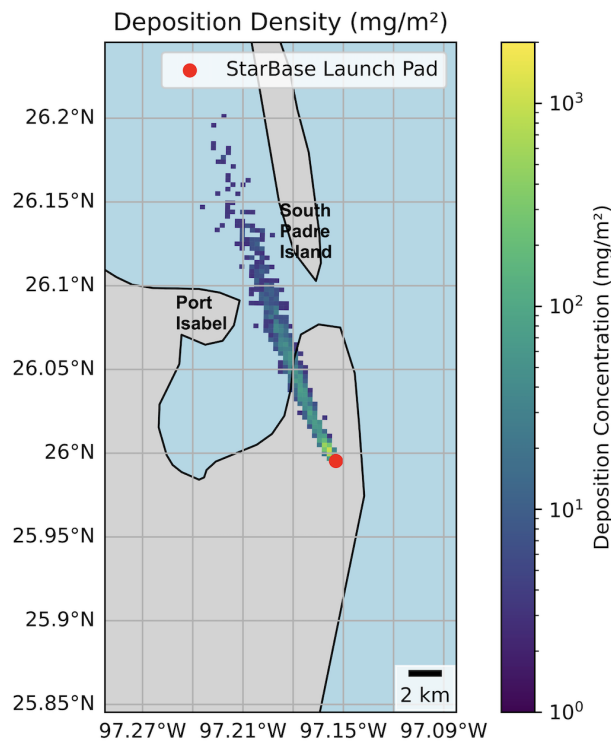 Deposition Density (mg/m²)
StarBase Launch Pad
26.2°N
26.15°N
26.1°N
26.05°N
26°N
25.95°N
25.9°N
25.85°N
South
Padre
Island
Port
Isabel
2 km
97.27°W
97.21°W
97.15°W
97.09°W
10³
10²
10¹
10⁰
Deposition Concentration (mg/m²)